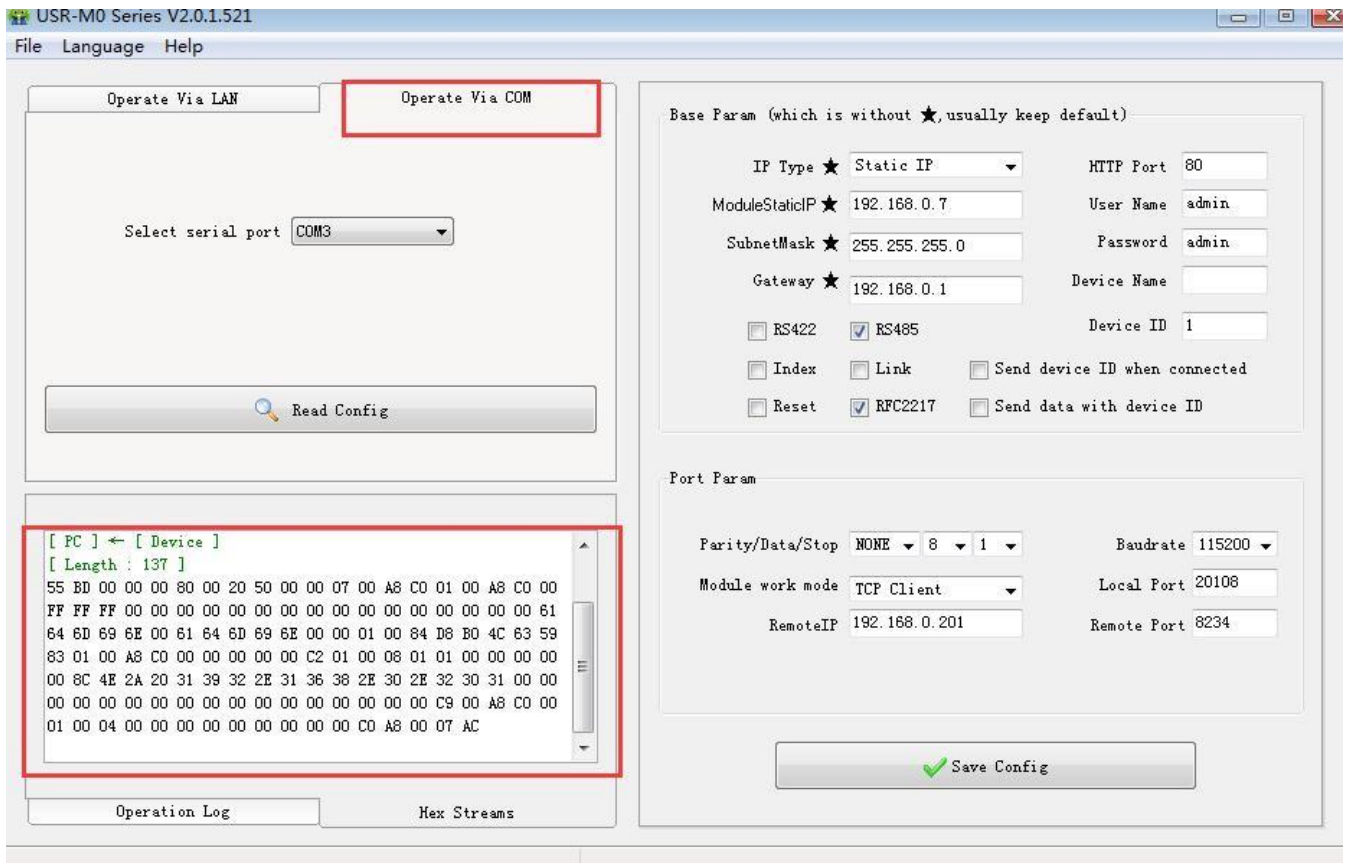 USR-M0 Series V2.0.1.521
File Language Help
Operate Via LAN Operate Via COM
Select serial port COM3
Read Config
[ PC ] ← [ Device ]
[ Length : 137 ]
55 BD 00 00 00 80 00 20 50 00 00 07 00 A8 C0 01 00 A8 C0 00
FF FF FF 00 00 00 00 00 00 00 00 00 00 00 00 00 00 00 00 61
64 6D 69 6E 00 61 64 6D 69 6E 00 00 01 00 84 D8 B0 4C 63 59
83 01 00 A8 C0 00 00 00 00 00 C2 01 00 08 01 01 00 00 00 00
00 8C 4E 2A 20 31 39 32 2E 31 36 38 2E 30 2E 32 30 31 00 00
00 00 00 00 00 00 00 00 00 00 00 00 00 00 00 C9 00 A8 C0 00
01 00 04 00 00 00 00 00 00 00 00 00 C0 A8 00 07 AC
Operation Log Hex Streams
Base Param (which is without ★,usually keep default)
IP Type ★ Static IP HTTP Port 80
ModuleStaticIP ★ 192.168.0.7 User Name admin
SubnetMask ★ 255.255.255.0 Password admin
Gateway ★ 192.168.0.1 Device Name
RS422 RS485 Device ID 1
Index Link Send device ID when connected
Reset RFC2217 Send data with device ID
Port Param
Parity/Data/Stop NONE 8 1 Baudrate 115200
Module work mode TCP Client Local Port 20108
RemoteIP 192.168.0.201 Remote Port 8234
Save Config